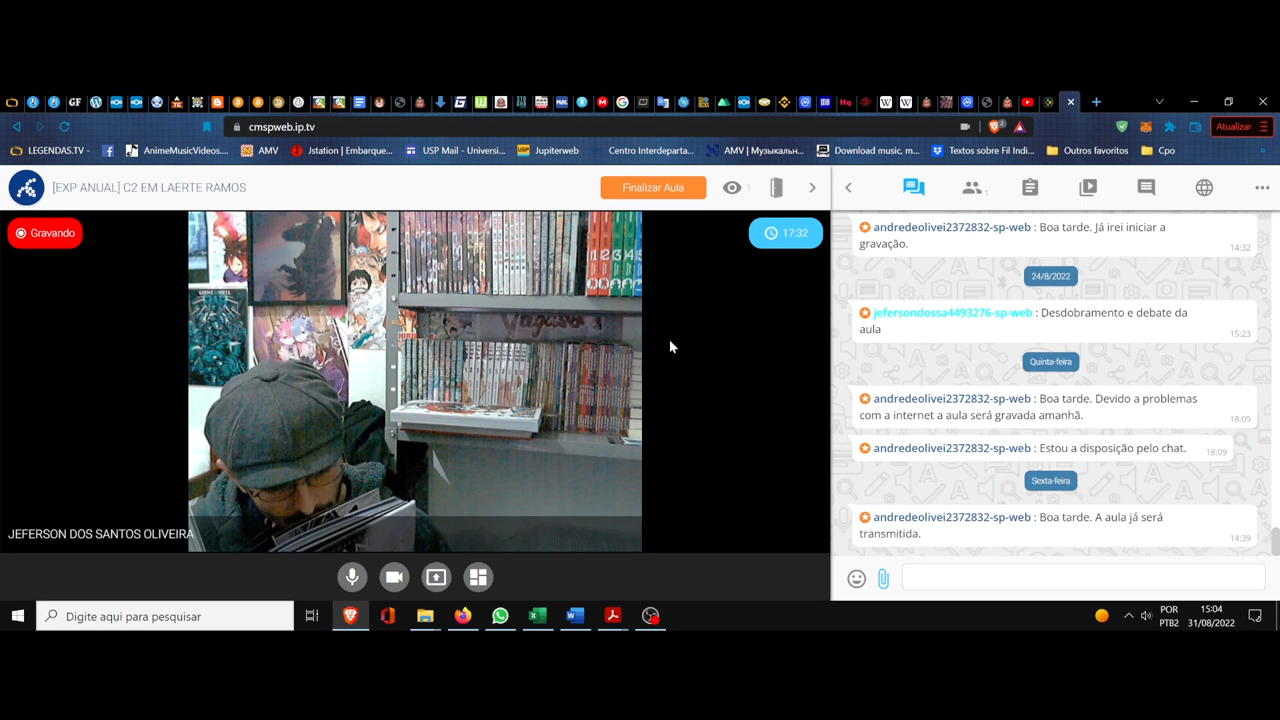 cmspweb.ip.tv
Atualizar
LEGENDAS.TV -
AnimeMusicVideos...
AMV
Jstation | Embarque...
USP Mail - Universi...
Jupiterweb
Centro Interdeparta...
AMV | Музыкальн...
Download music, m...
Textos sobre Fil Indi...
Outros favoritos
Cpo
[EXP ANUAL] C2 EM LAERTE RAMOS
Finalizar Aula
1
1
Gravando
17:32
JEFERSON DOS SANTOS OLIVEIRA
andredeolivei2372832-sp-web : Boa tarde. Já irei iniciar a
gravação.
14:32
24/8/2022
jefersondossa4493276-sp-web : Desdobramento e debate da
aula
15:23
Quinta-feira
andredeolivei2372832-sp-web : Boa tarde. Devido a problemas
com a internet a aula será gravada amanhã.
18:09
andredeolivei2372832-sp-web : Estou a disposição pelo chat.
18:09
Sexta-feira
andredeolivei2372832-sp-web : Boa tarde. A aula já será
transmitida.
14:39
Digite aqui para pesquisar
POR
PTB2
15:04
31/08/2022